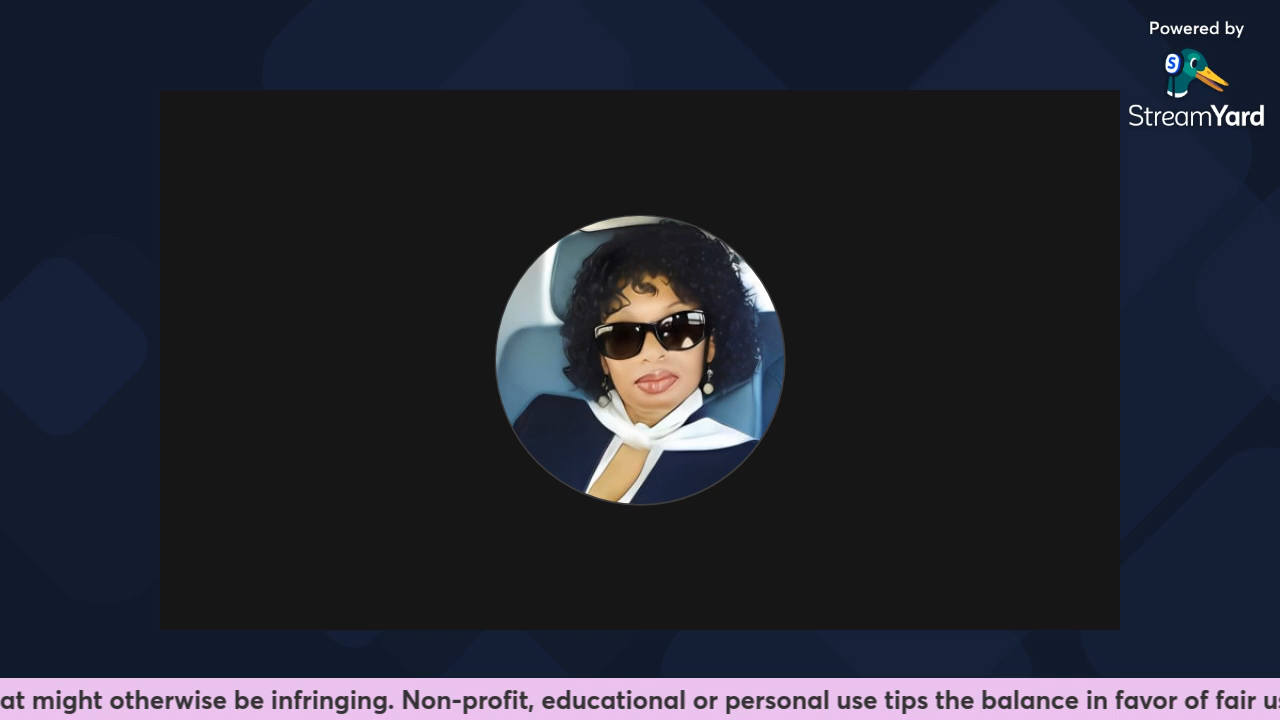 Powered by
S
StreamYard
at might otherwise be infringing. Non-profit, educational or personal use tips the balance in favor of fair